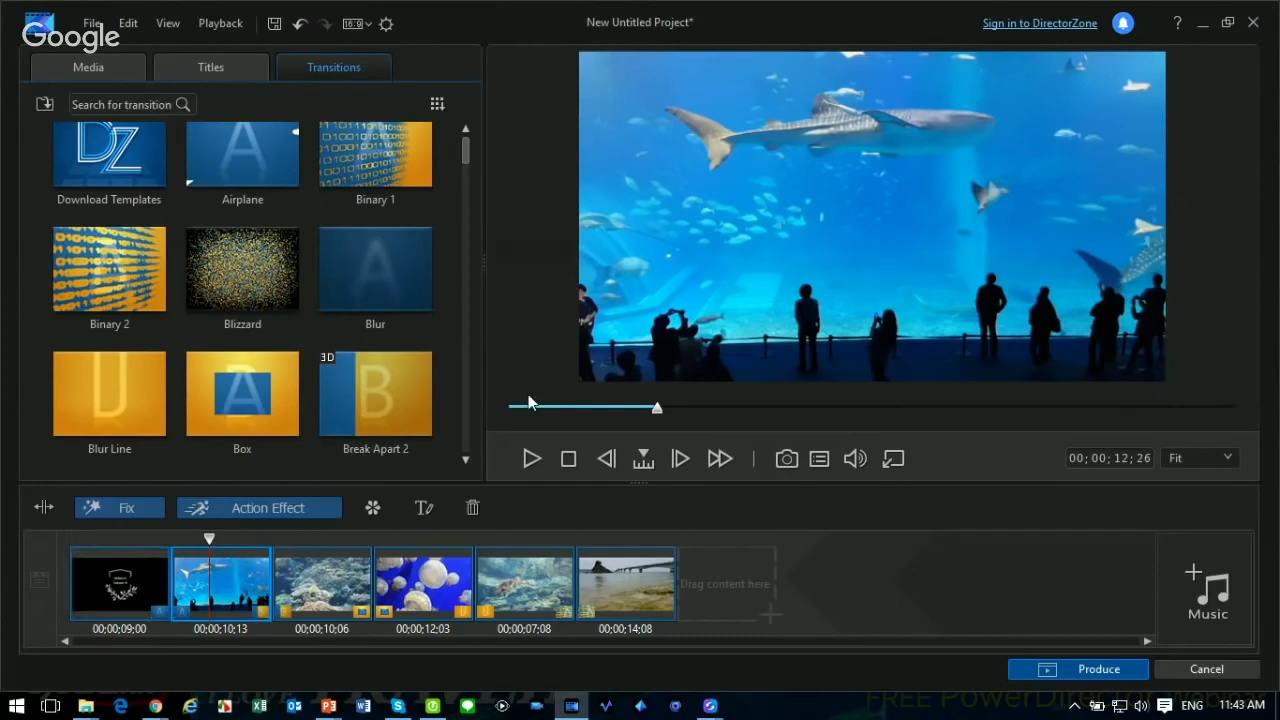 File Edit View Playback 16:9 New Untitled Project* Sign in to DirectorZone ?
Google
Media Titles Transitions
Search for transition
DZ A
Download Templates Airplane Binary 1
A
Binary 2 Blizzard Blur
U A 3D B
Blur Line Box Break Apart 2
00; 00; 12; 26 Fit
Fix Action Effect
Drag content here
Music
00;00;09;00 00;00;10;13 00;00;10;06 00;00;12;03 00;00;07;08 00;00;14;08
Produce Cancel
FREE PowerDirector Webinar
ENG 11:43 AM